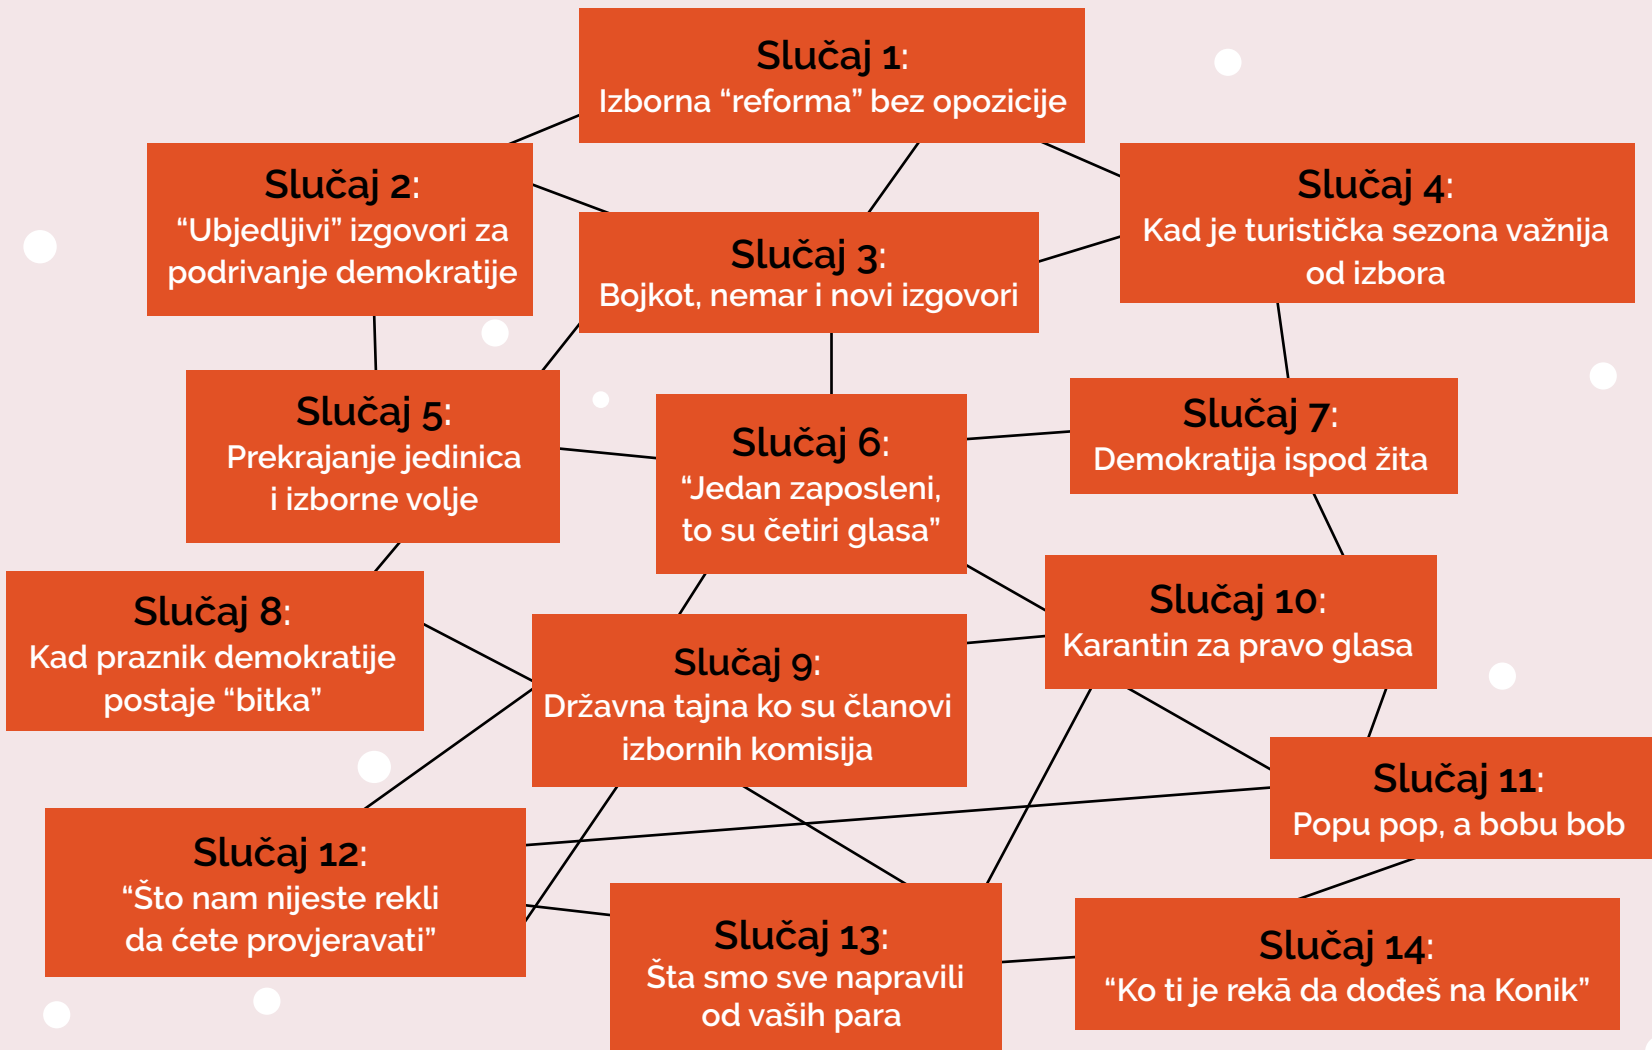 Slučaj 1:
Izborna “reforma” bez opozicije
Slučaj 2:
“Ubjedljivi” izgovori za
podrivanje demokratije
Slučaj 3:
Bojkot, nemar i novi izgovori
Slučaj 4:
Kad je turistička sezona važnija
od izbora
Slučaj 5:
Prekrajanje jedinica
i izborne volje
Slučaj 6:
“Jedan zaposleni,
to su četiri glasa”
Slučaj 7:
Demokratija ispod žita
Slučaj 8:
Kad praznik demokratije
postaje “bitka”
Slučaj 9:
Državna tajna ko su članovi
izbornih komisija
Slučaj 10:
Karantin za pravo glasa
Slučaj 11:
Popu pop, a bobu bob
Slučaj 12:
“Što nam nijeste rekli
da ćete provjeravati”
Slučaj 13:
Šta smo sve napravili
od vaših para
Slučaj 14:
“Ko ti je rekā da dođeš na Konik”